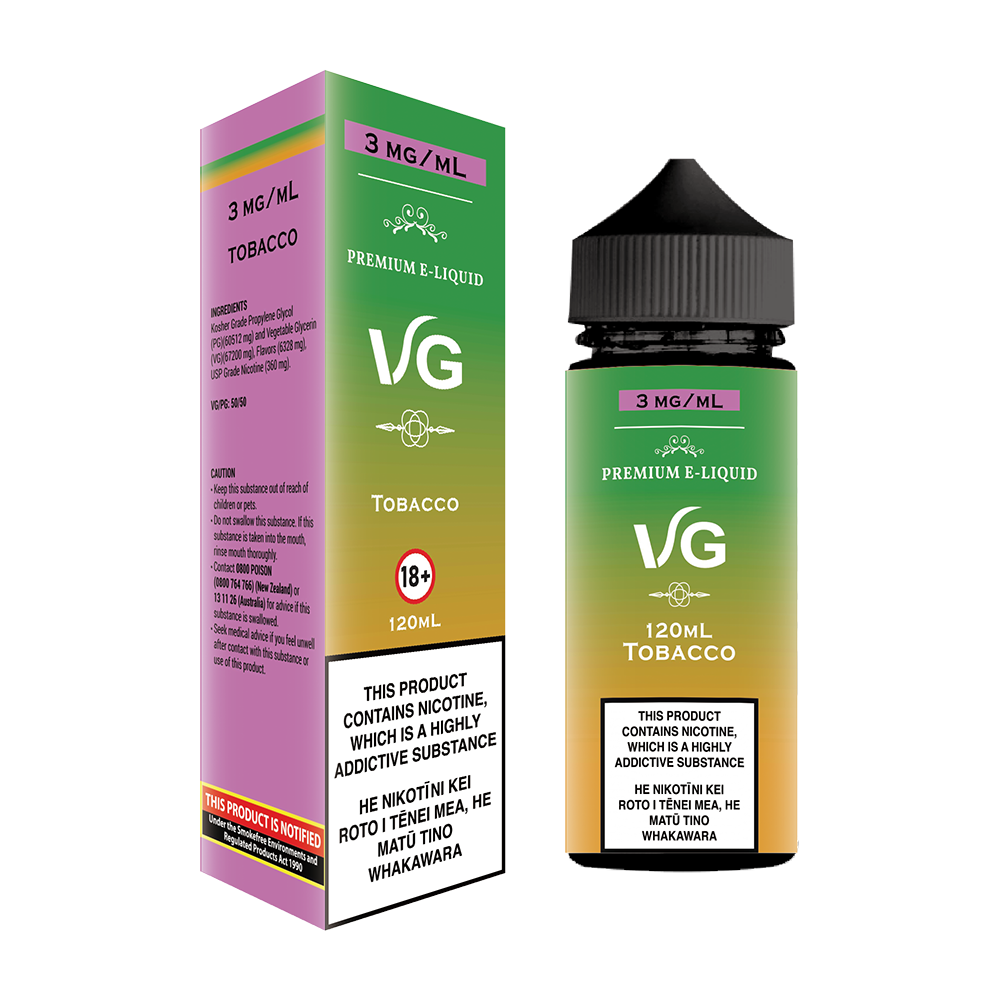 3 MG/ML
TOBACCO
INGREDIENTS
Kosher Grade Propylene Glycol
(PG)(60512 mg) and Vegetable Glycerin
(VG)(67200 mg), Flavors (6328 mg),
USP Grade Nicotine (360 mg).
VG/PG: 50/50
CAUTION
• Keep this substance out of reach of
children or pets.
• Do not swallow this substance. If this
substance is taken into the mouth,
rinse mouth thoroughly.
• Contact 0800 POISON
(0800 764 766) (New Zealand) or
13 11 26 (Australia) for advice if this
substance is swallowed.
• Seek medical advice if you feel unwell
after contact with this substance or
use of this product.
THIS PRODUCT IS NOTIFIED
Under the Smokefree Environments and
Regulated Products Act 1990
3 MG/ML
PREMIUM E-LIQUID
VG
TOBACCO
18+
120ML
THIS PRODUCT
CONTAINS NICOTINE,
WHICH IS A HIGHLY
ADDICTIVE SUBSTANCE
HE NIKOTĪNI KEI
ROTO I TĒNEI MEA, HE
MATŪ TINO
WHAKAWARA
3 MG/ML
PREMIUM E-LIQUID
VG
120ML
TOBACCO
THIS PRODUCT
CONTAINS NICOTINE,
WHICH IS A HIGHLY
ADDICTIVE SUBSTANCE
HE NIKOTĪNI KEI
ROTO I TĒNEI MEA, HE
MATŪ TINO
WHAKAWARA